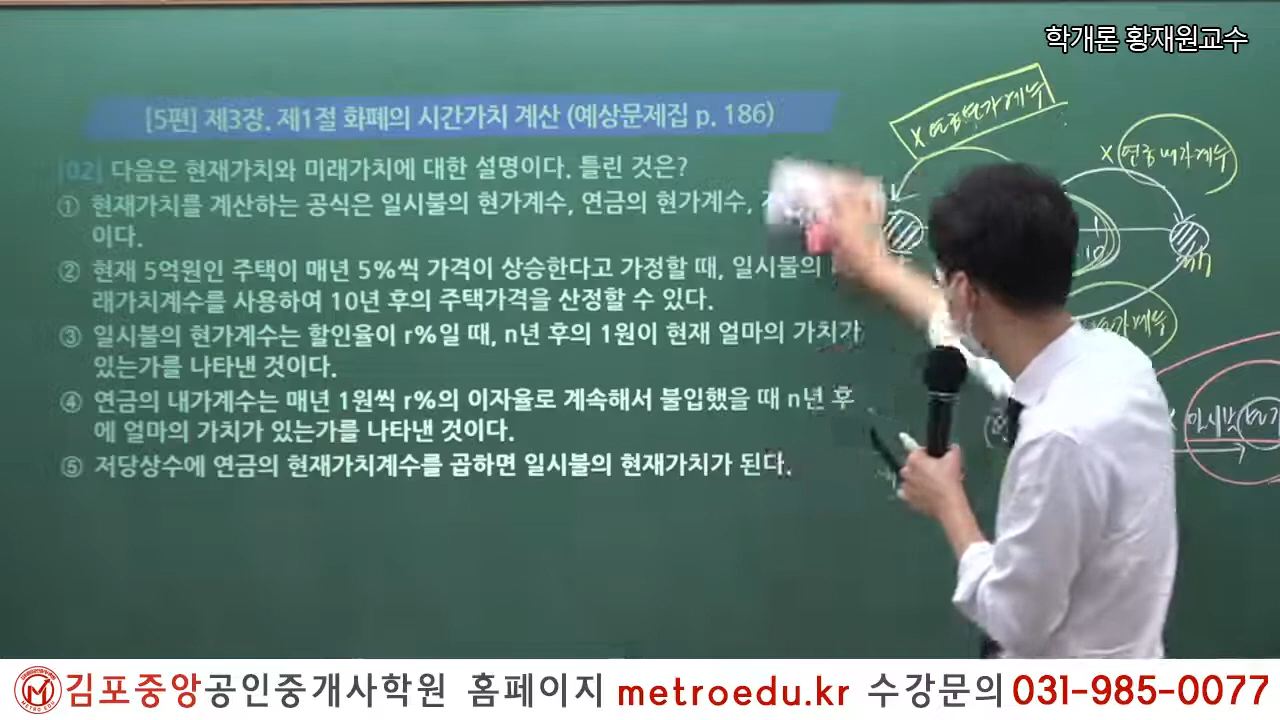 학개론 황재원교수
[5편] 제3장. 제1절 화폐의 시간가치 계산 (예상문제집 p. 186)
[02] 다음은 현재가치와 미래가치에 대한 설명이다. 틀린 것은?
① 현재가치를 계산하는 공식은 일시불의 현가계수, 연금의 현가계수,
이다.
② 현재 5억원인 주택이 매년 5%씩 가격이 상승한다고 가정할 때, 일시불의
래가치계수를 사용하여 10년 후의 주택가격을 산정할 수 있다.
③ 일시불의 현가계수는 할인율이 r%일 때, n년 후의 1원이 현재 얼마의 가치가
있는가를 나타낸 것이다.
④ 연금의 내가계수는 매년 1원씩 r%의 이자율로 계속해서 불입했을 때 n년 후
에 얼마의 가치가 있는가를 나타낸 것이다.
⑤ 저당상수에 연금의 현재가치계수를 곱하면 일시불의 현재가치가 된다.
x 연금현가계수
x 연금내가계수
1
10
가계수
x 일시불
김포중앙공인중개사학원 홈페이지 metroedu.kr 수강문의 031-985-0077